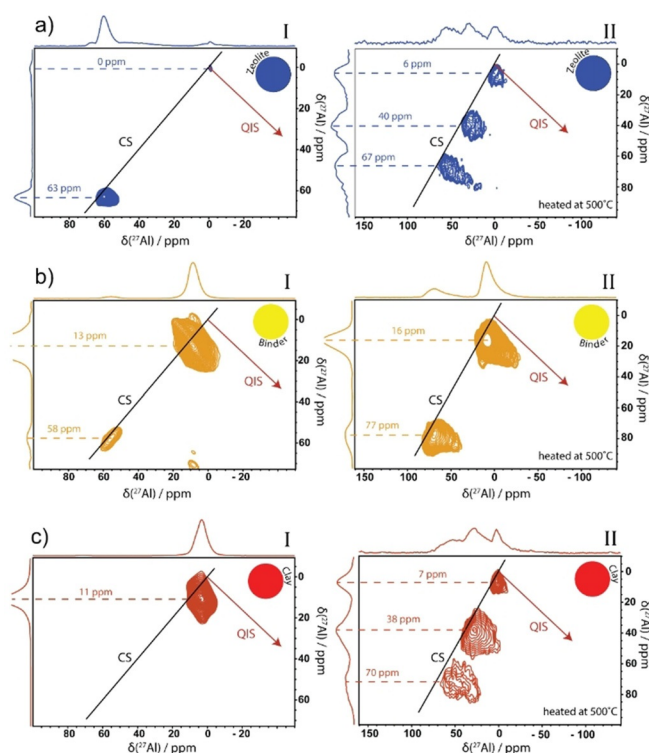 a)
I
II
Zeolite
0 ppm
CS
QIS
63 ppm
0
20
40
60
δ(²⁷Al) / ppm
80 60 40 20 0 - 20
δ(²⁷Al) / ppm
Zeolite
6 ppm
40 ppm
CS
QIS
67 ppm
heated at 500˚C
0
20
40
60
80
δ(²⁷Al) / ppm
150 100 50 0 - 50 - 100
δ(²⁷Al) / ppm
b)
I
II
Binder
13 ppm
CS
QIS
58 ppm
0
20
40
60
δ(²⁷Al) / ppm
80 60 40 20 0 - 20
δ(²⁷Al) / ppm
Binder
16 ppm
CS
QIS
77 ppm
heated at 500˚C
0
20
40
60
80
δ(²⁷Al) / ppm
150 100 50 0 - 50 - 100
δ(²⁷Al) / ppm
c)
I
II
Clay
11 ppm
CS
QIS
0
20
40
60
70
δ(²⁷Al) / ppm
80 60 40 20 0 - 20
δ(²⁷Al) / ppm
Clay
7 ppm
38 ppm
CS
QIS
70 ppm
heated at 500˚C
0
20
40
60
80
150 100 50 0 - 50 - 100
δ(²⁷Al) / ppm